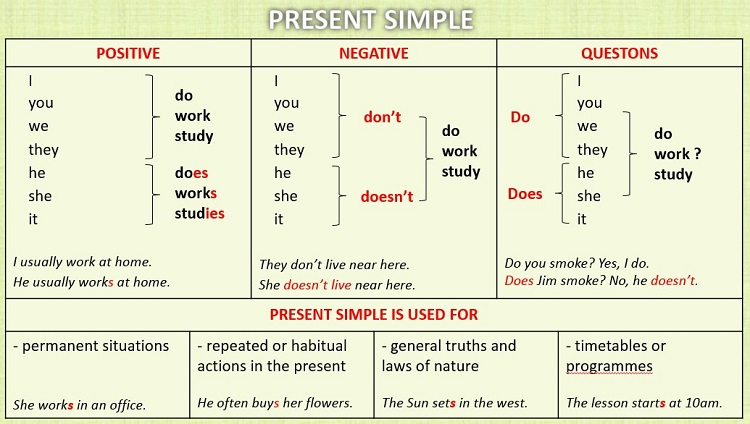 PRESENT SIMPLE
POSITIVE
I
you
we
they
he
she
it
do
work
study
does
works
studies
I usually work at home.
He usually works at home.
NEGATIVE
I
you
we
they
he
she
it
don't
doesn't
do
work
study
They don't live near here.
She doesn't live near here.
QUESTONS
Do
Does
I
you
we
they
he
she
it
do
work ?
study
Do you smoke? Yes, I do.
Does Jim smoke? No, he doesn't.
PRESENT SIMPLE IS USED FOR
- permanent situations
She works in an office.
- repeated or habitual
actions in the present
He often buys her flowers.
- general truths and
laws of nature
The Sun sets in the west.
- timetables or
programmes
The lesson starts at 10am.